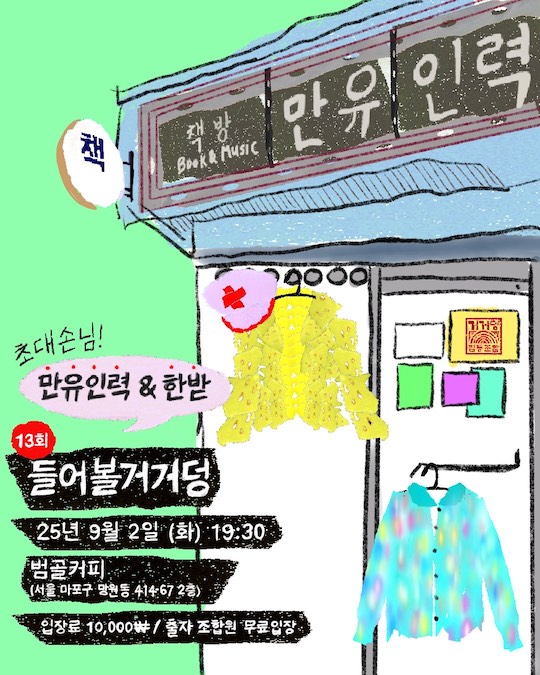 책방
Book & Music
만유인력
책
초대손님!
만유인력 & 한받
13회
들어볼거거덩
25년 9월 2일 (화) 19:30
범골커피
(서울 마포구 망원동 414-67 2층)
입장료 10,000₩ / 출자 조합원 무료입장